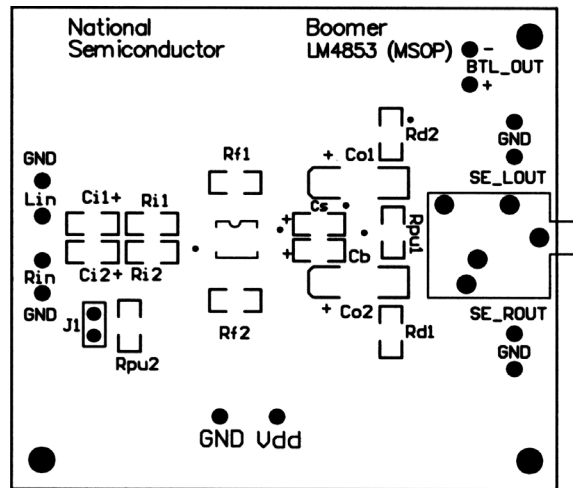 National
Semiconductor
Boomer
LM4853 (MSOP)
-
BTL_OUT
+
Rd2
GND
Rf1
Co1
+
GND
SE_LOUT
Lin
Ci1+
Ri1
Cs
+
Rpu1
Rin
Ci2+
Ri2
+
Cb
GND
J1
Rf2
+
Co2
SE_ROUT
Rd1
GND
Rpu2
GND
Vdd